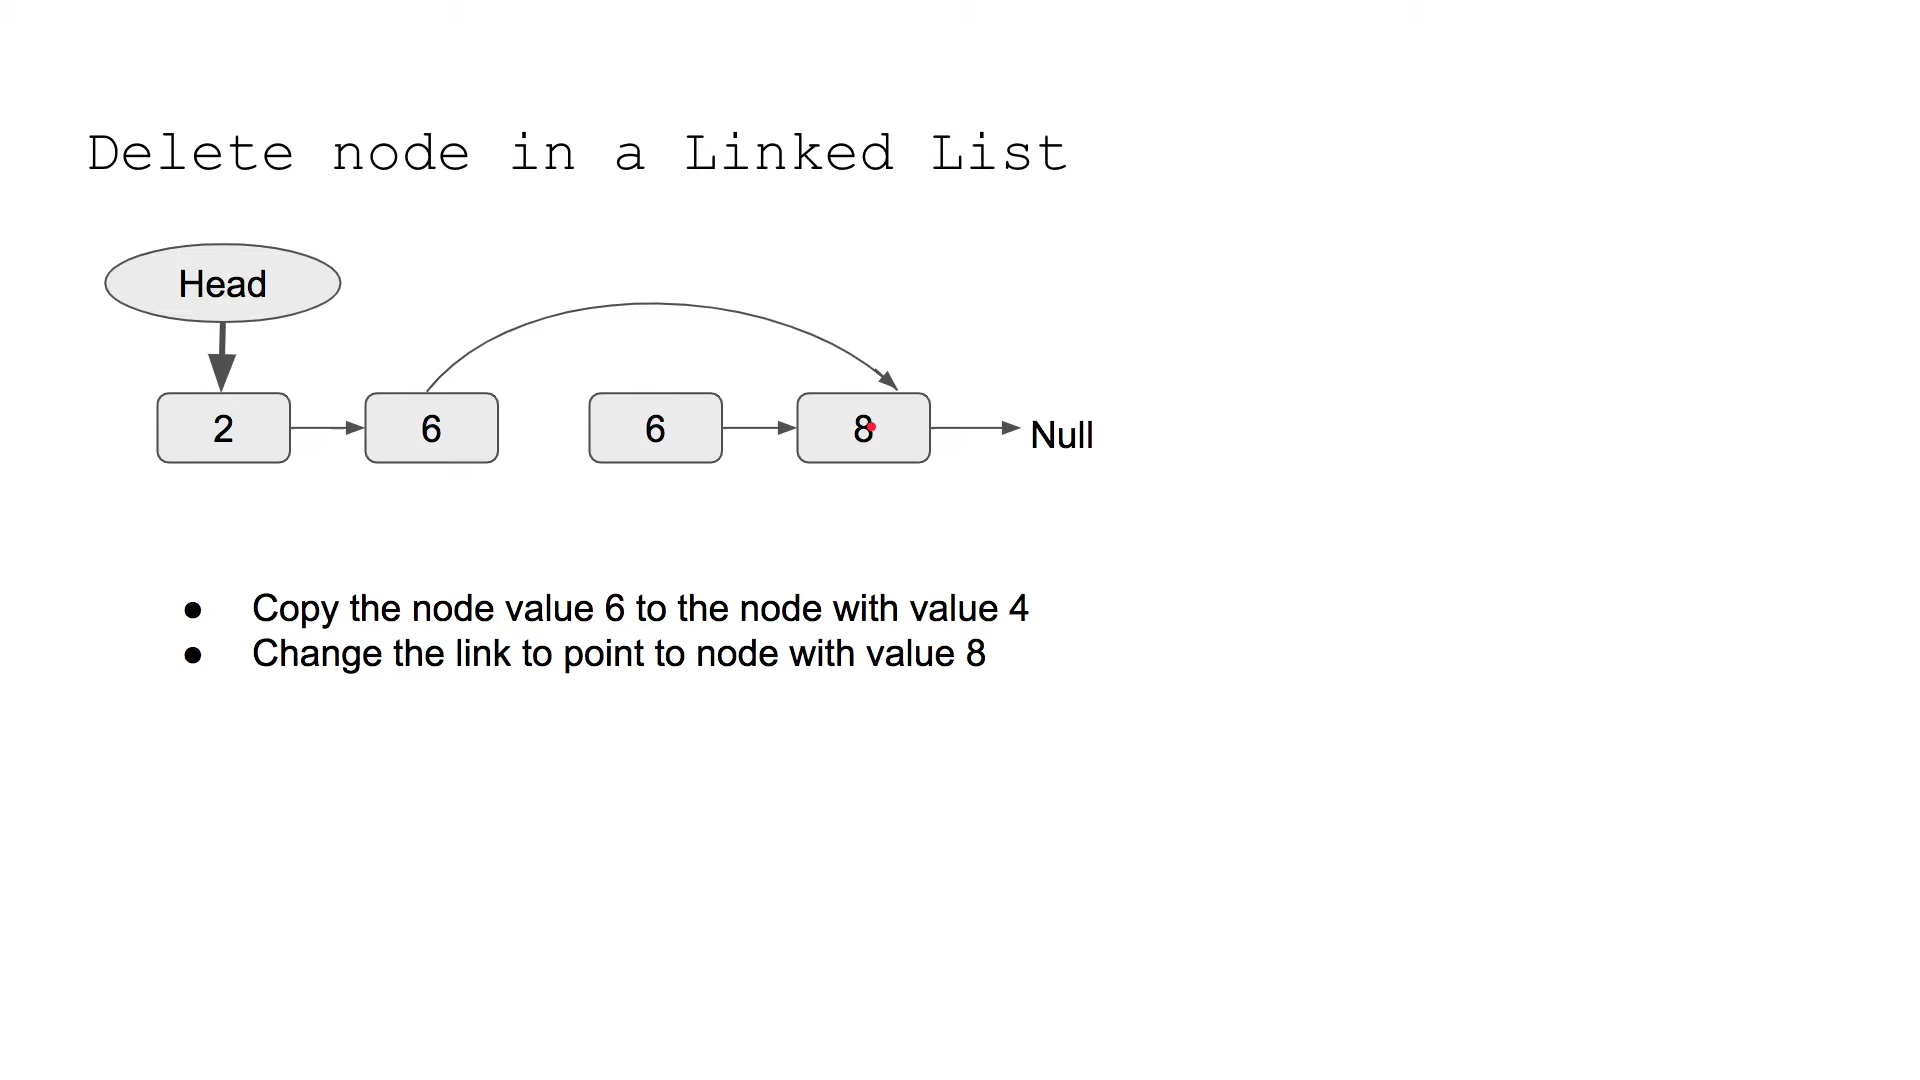 Delete node in a Linked List
Head
2 6 6 8 Null
● Copy the node value 6 to the node with value 4
● Change the link to point to node with value 8